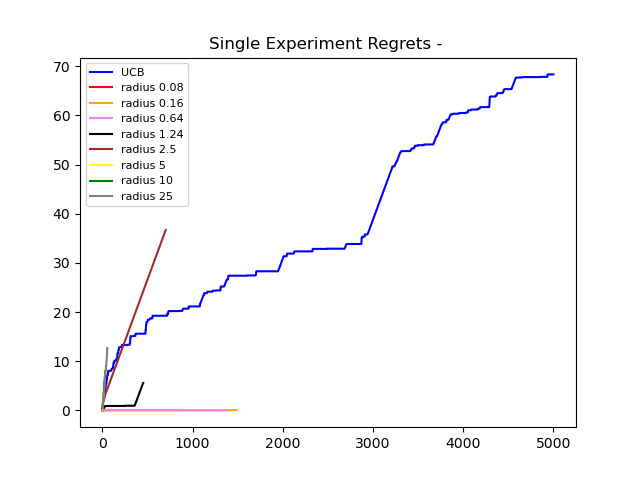 Single Experiment Regrets -
70
60
50
40
30
20
10
0
UCB
radius 0.08
radius 0.16
radius 0.64
radius 1.24
radius 2.5
radius 5
radius 10
radius 25
0
1000
2000
3000
4000
5000